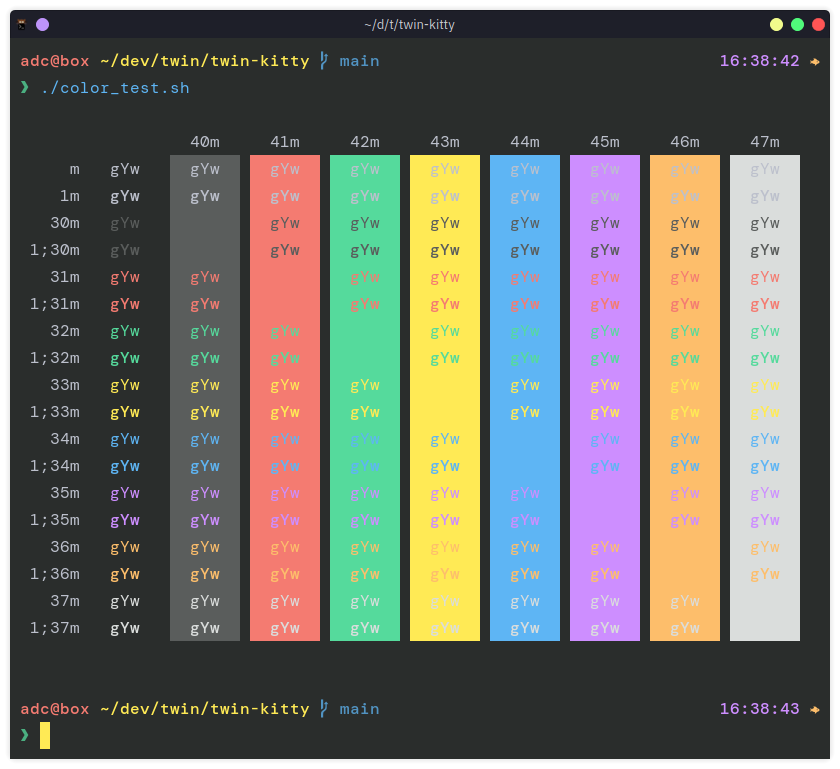 ~/d/t/twin-kitty
adc@box ~/dev/twin/twin-kitty main 16:38:42
❯ ./color_test.sh
40m 41m 42m 43m 44m 45m 46m 47m
m gYw gYw gYw gYw gYw gYw gYw gYw gYw
1m gYw gYw gYw gYw gYw gYw gYw gYw gYw
30m gYw gYw gYw gYw gYw gYw gYw gYw
1;30m gYw gYw gYw gYw gYw gYw gYw gYw
31m gYw gYw gYw gYw gYw gYw gYw gYw
1;31m gYw gYw gYw gYw gYw gYw gYw gYw
32m gYw gYw gYw gYw gYw gYw gYw gYw
1;32m gYw gYw gYw gYw gYw gYw gYw gYw
33m gYw gYw gYw gYw gYw gYw gYw gYw
1;33m gYw gYw gYw gYw gYw gYw gYw gYw
34m gYw gYw gYw gYw gYw gYw gYw gYw
1;34m gYw gYw gYw gYw gYw gYw gYw gYw
35m gYw gYw gYw gYw gYw gYw gYw gYw
1;35m gYw gYw gYw gYw gYw gYw gYw gYw
36m gYw gYw gYw gYw gYw gYw gYw gYw
1;36m gYw gYw gYw gYw gYw gYw gYw gYw
37m gYw gYw gYw gYw gYw gYw gYw gYw
1;37m gYw gYw gYw gYw gYw gYw gYw gYw
adc@box ~/dev/twin/twin-kitty main 16:38:43
❯